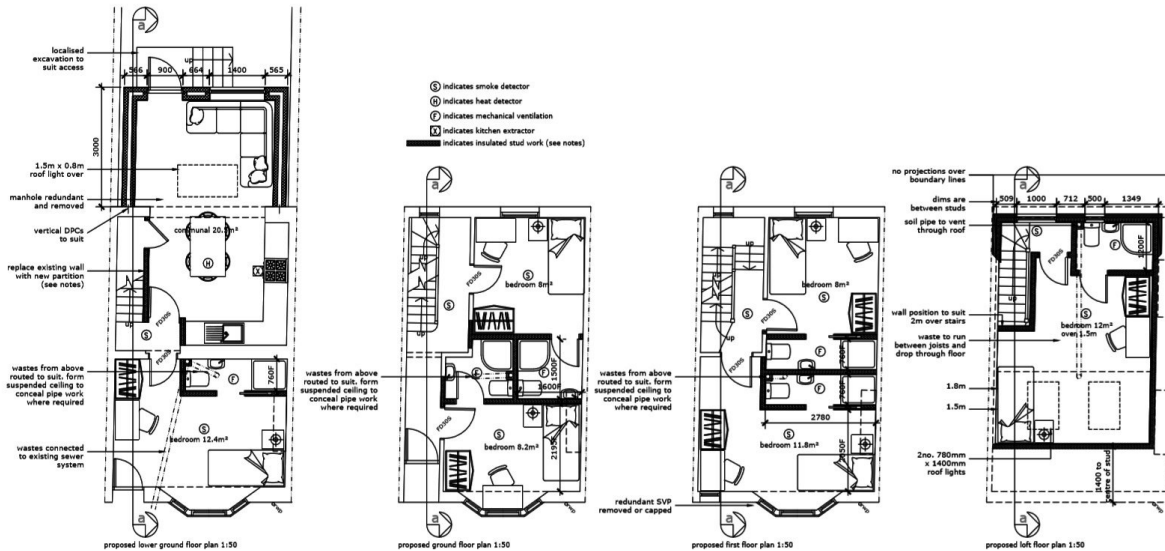 localised
excavation to
suit access
up
566 900 664 1400 565
3000
1.5m x 0.8m
roof light over
manhole redundant
and removed
vertical DPCs
to suit
communal 20.5m²
replace existing wall
with new partition
(see notes)
H
X
FD30S
up
S
FD30S
wastes from above
routed to suit. form
suspended ceiling to
conceal pipe work
where required
F
760F
S
bedroom 12.4m²
wastes connected
to existing sewer
system
proposed lower ground floor plan 1:50
S indicates smoke detector
H indicates heat detector
F indicates mechanical ventilation
X indicates kitchen extractor
indicates insulated stud work (see notes)
S
bedroom 8m²
FD30S
S
up
wastes from above
routed to suit. form
suspended ceiling to
conceal pipe work
where required
F
F
1500F
1600F
FD30S
S
bedroom 8.2m²
2195
proposed ground floor plan 1:50
up
bedroom 8m²
S
FD30S
S
up
wastes from above
routed to suit. form
suspended ceiling to
conceal pipe work
where required
F
760F
F
760F
FD30S
2780
S
bedroom 11.8m²
redundant SVP
removed or capped
proposed first floor plan 1:50
no projections over
boundary lines
dims are
between studs
509 1000 712 500 1349
soil pipe to vent
through roof
S
F
1200F
FD30S
up
wall position to suit
2m over stairs
S
bedroom 12m²
over 1.5m
waste to run
between joists and
drop through floor
1.8m
1.5m
2no. 780mm
x 1400mm
roof lights
1400 to
centre of stud
proposed loft floor plan 1:50